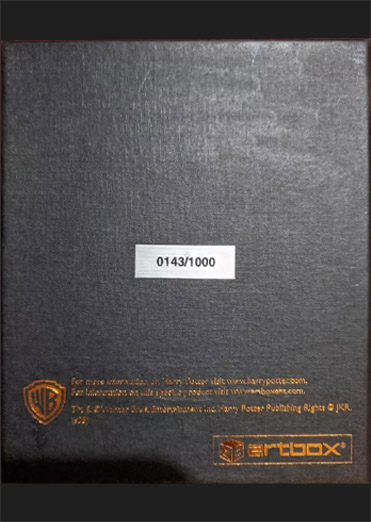 0143/1000
For more information on Harry Potter visit www.harrypotter.com.
For information on this specific product visit www.artboxent.com.
WB
TM & © Warner Bros. Entertainment Inc. Harry Potter Publishing Rights © JKR.
artbox®